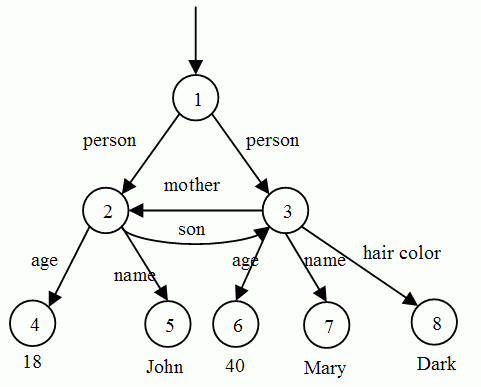 1
person person
mother
2 3
son
age name age name hair color
4 5 6 7 8
18 John 40 Mary Dark